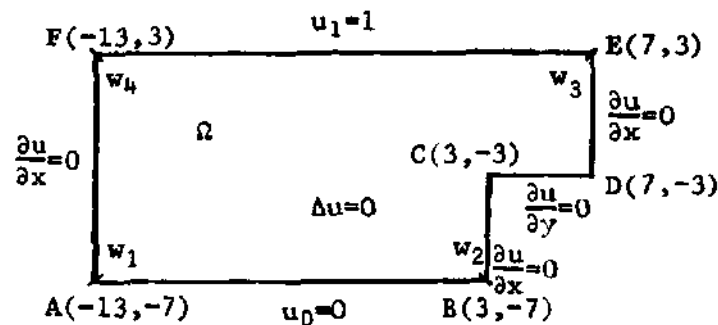 u₁=1
F(-13,3) E(7,3)
w₄ w₃
∂u/∂x=0 Ω ∂u/∂x=0
C(3,-3)
D(7,-3)
Δu=0 ∂u/∂y=0
w₁ w₂ ∂u/∂x=0
A(-13,-7) u₀=0 B(3,-7)